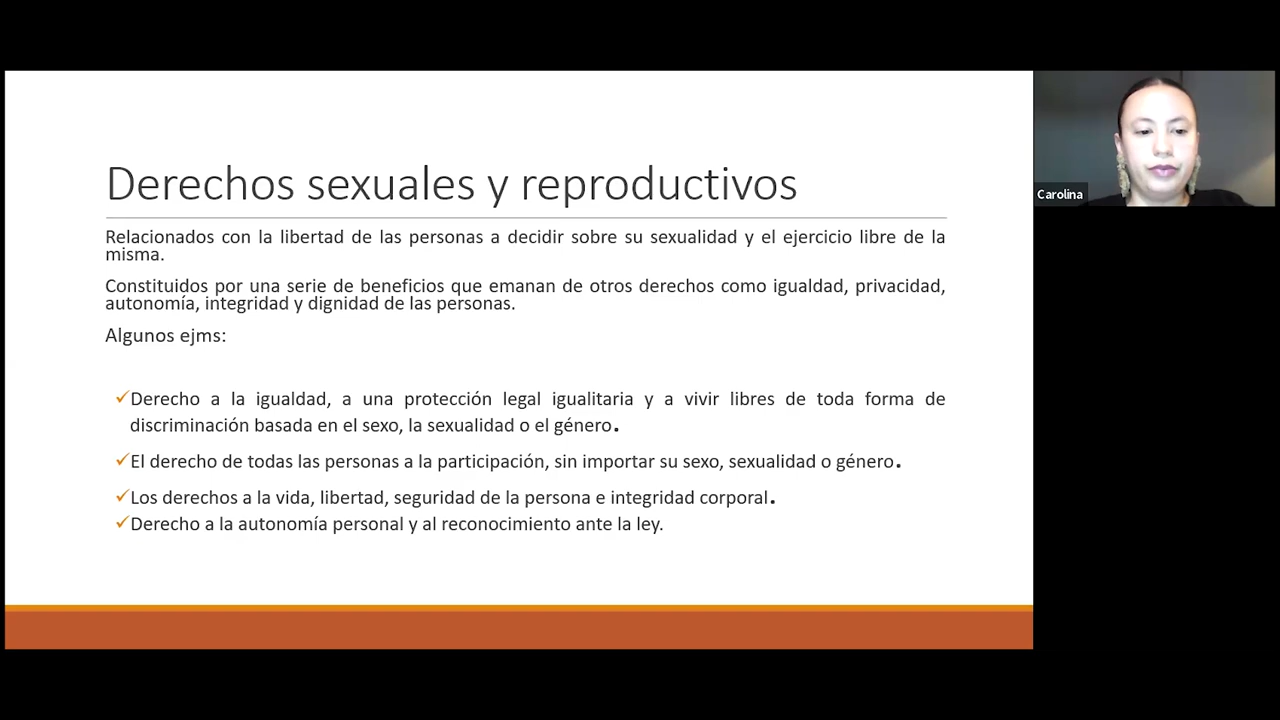 Derechos sexuales y reproductivos
Relacionados con la libertad de las personas a decidir sobre su sexualidad y el ejercicio libre de la
misma.
Constituidos por una serie de beneficios que emanan de otros derechos como igualdad, privacidad,
autonomía, integridad y dignidad de las personas.
Algunos ejms:
✓Derecho a la igualdad, a una protección legal igualitaria y a vivir libres de toda forma de
discriminación basada en el sexo, la sexualidad o el género.
✓El derecho de todas las personas a la participación, sin importar su sexo, sexualidad o género.
✓Los derechos a la vida, libertad, seguridad de la persona e integridad corporal.
✓Derecho a la autonomía personal y al reconocimiento ante la ley.
Carolina